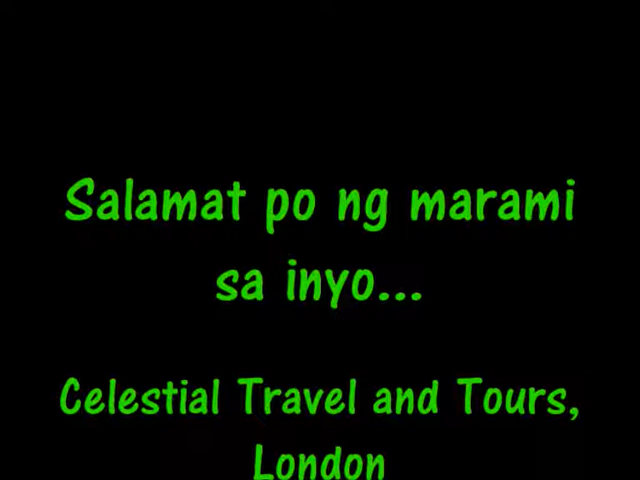 Salamat po ng marami
sa inyo...
Celestial Travel and Tours,
London